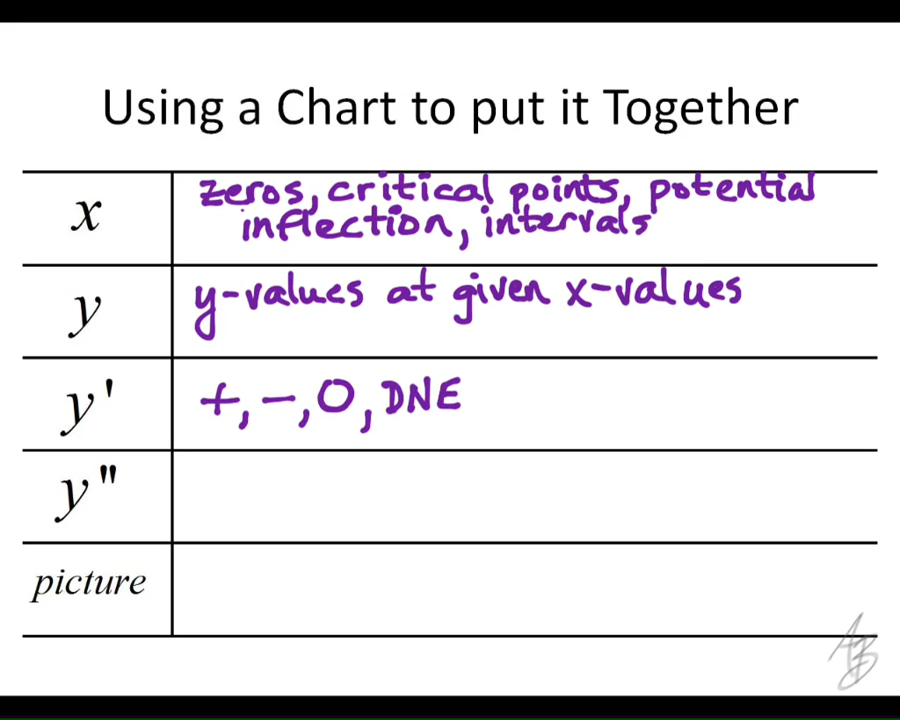 Using a Chart to put it Together
x
zeros, critical points, potential
inflection, intervals
y
y-values at given x-values
y'
+, -, 0, DNE
y"
picture